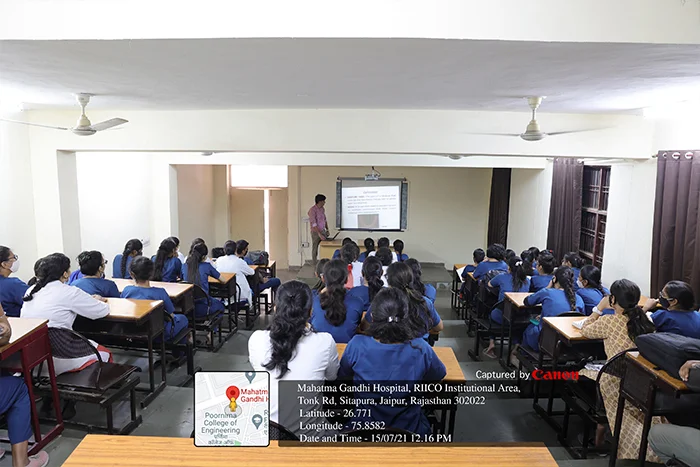 Captured by Canon
Mahatma Gandhi Hospital, RIICO Institutional Area,
Tonk Rd, Sitapura, Jaipur, Rajasthan 302022
Latitude - 26.771
Longitude - 75.8582
Date and Time - 15/07/21 12.16 PM
Mahatma
Gandhi H
Poornima
College of
Engineering